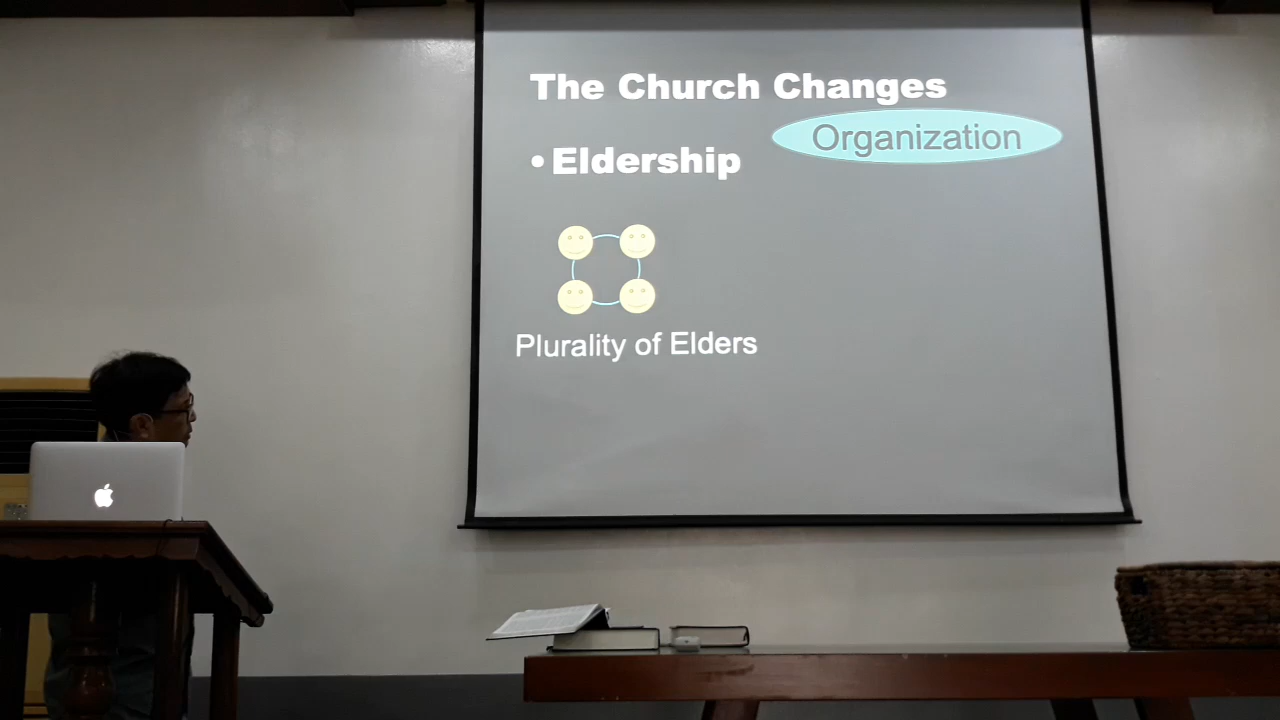 The Church Changes
Organization
• Eldership
Plurality of Elders